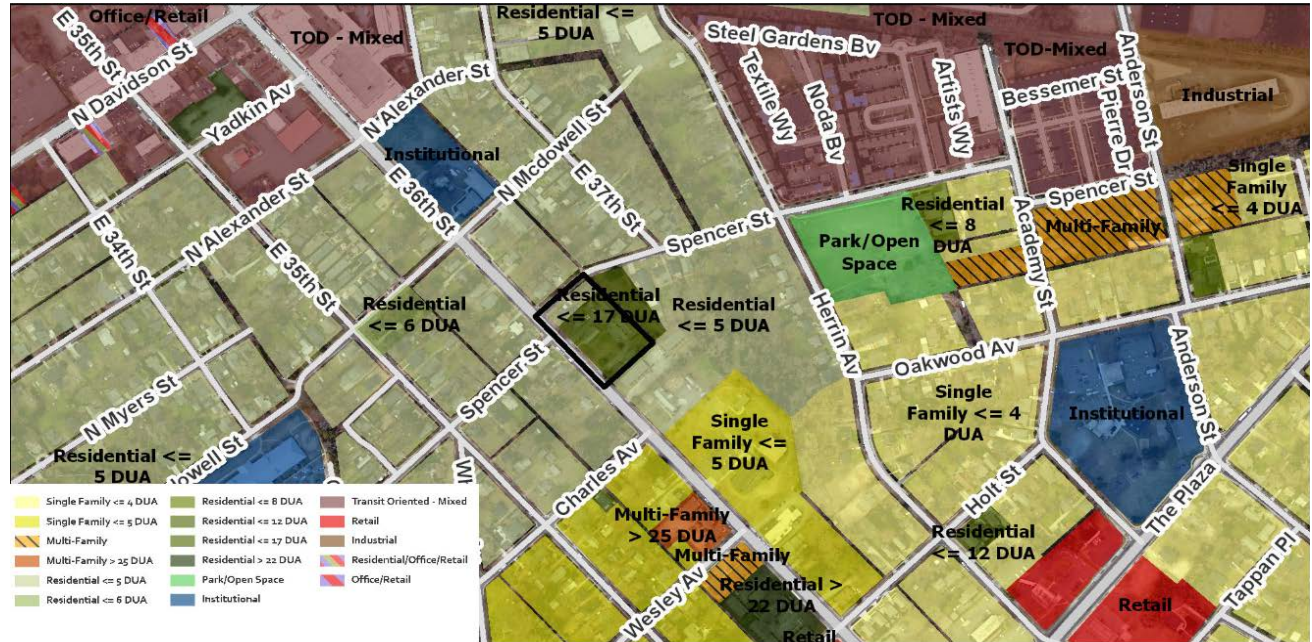 Office/Retail
E 35th St
N Davidson St
TOD - Mixed
Residential <=
5 DUA
TOD - Mixed
Steel Gardens Bv
TOD-Mixed
Anderson St
Bessemer St
Industrial
Yadkin Av
N Alexander St
Textile Wy
Noda Bv
Artists Wy
Pierre Dr
Institutional
N Mcdowell St
E 36th St
E 37th St
Spencer St
Spencer St
Single
Family
<= 4 DUA
Residential
<= 8
DUA
Multi-Family
Academy St
Park/Open
Space
E 34th St
N Alexander St
E 35th St
Residential
<= 6 DUA
Residential
<= 17 DUA
Residential
<= 5 DUA
Herrin Av
Oakwood Av
Anderson St
Spencer St
N Myers St
Single
Family <= 4
DUA
Institutional
Single
Family <=
5 DUA
Residential <=
5 DUA
Charles Av
Holt St
The Plaza
Multi-Family
> 25 DUA
Multi-Family
Residential
<= 12 DUA
Wesley Av
Residential >
22 DUA
Retail
Retail
Tappan Pl
Single Family <= 4 DUA
Single Family <= 5 DUA
Multi-Family
Multi-Family > 25 DUA
Residential <= 5 DUA
Residential <= 6 DUA
Residential <= 8 DUA
Residential <= 12 DUA
Residential <= 17 DUA
Residential > 22 DUA
Park/Open Space
Institutional
Transit Oriented - Mixed
Retail
Industrial
Residential/Office/Retail
Office/Retail